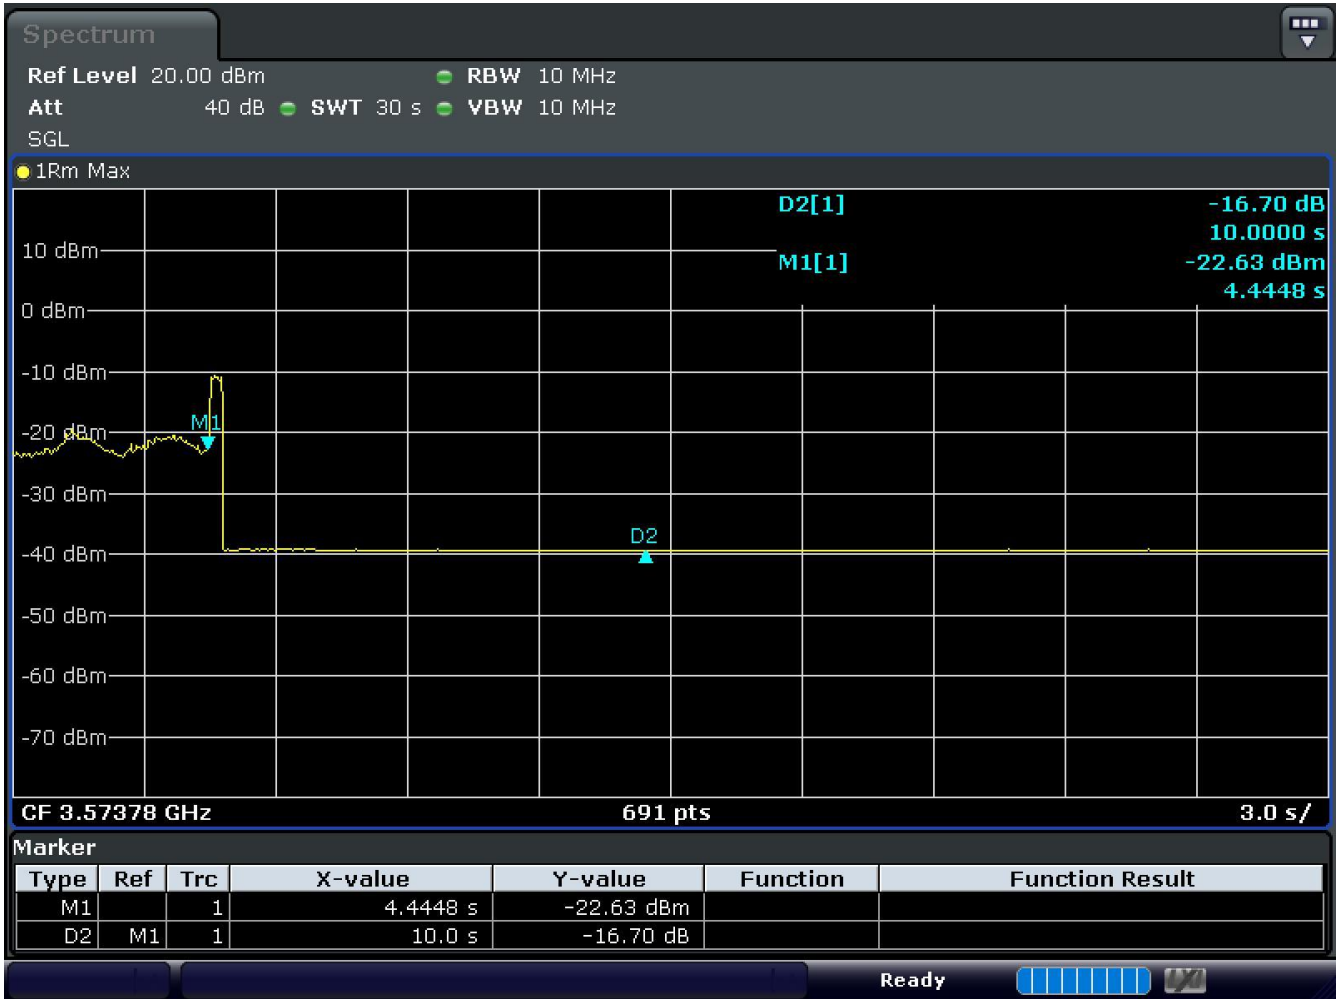 Spectrum
Ref Level 20.00 dBm RBW 10 MHz
Att 40 dB SWT 30 s VBW 10 MHz
SGL
1Rm Max
D2[1] -16.70 dB
10.0000 s
10 dBm
M1[1] -22.63 dBm
4.4448 s
0 dBm
-10 dBm
M1
-20 dBm
-30 dBm
D2
-40 dBm
-50 dBm
-60 dBm
-70 dBm
CF 3.57378 GHz 691 pts 3.0 s/
Marker
Type Ref Trc X-value Y-value Function Function Result
M1 1 4.4448 s -22.63 dBm
D2 M1 1 10.0 s -16.70 dB
Ready LXI